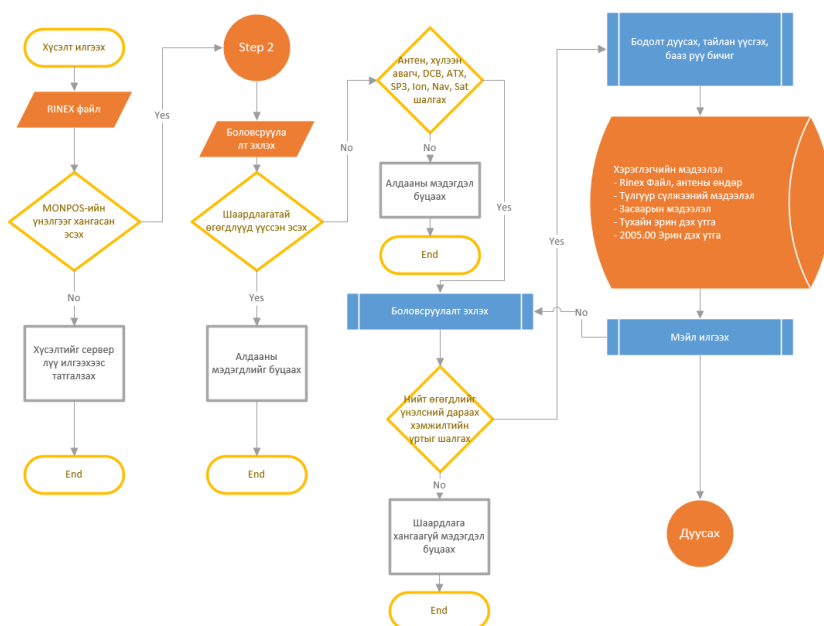 Хүсэлт илгээх
RINEX файл
MONPOS-ийн
үнэлгээг хангасан
эсэх
Yes
No
Хүсэлтийг сервер
лүү илгээхээс
татгалзах
End
Step 2
Боловсруула
лт эхлэх
Шаардлагатай
өгөгдлүүд үүссэн эсэх
No
Yes
Алдааны
мэдэгдлийг буцаах
End
Антен, хүлээн
авагч, DCB, ATX,
SP3, Ion, Nav, Sat
шалгах
No
Yes
Алдааны мэдэгдэл
буцаах
End
Боловсруулалт эхлэх
Нийт өгөгдлийг
үнэлсний дараах
хэмжилтийн
уртыг шалгах
Yes
No
Шаардлага
хангаагүй мэдэгдэл
буцаах
End
Бодолт дуусах, тайлан үүсгэх,
бааз руу бичиг
Хэрэглэгчийн мэдээлэл
- Rinex Файл, антены өндөр
- Тулгуур сүлжээний мэдээлэл
- Засварын мэдээлэл
- Тухайн эрин дэх утга
- 2005.00 Эрин дэх утга
No
Мэйл илгээх
Дуусах